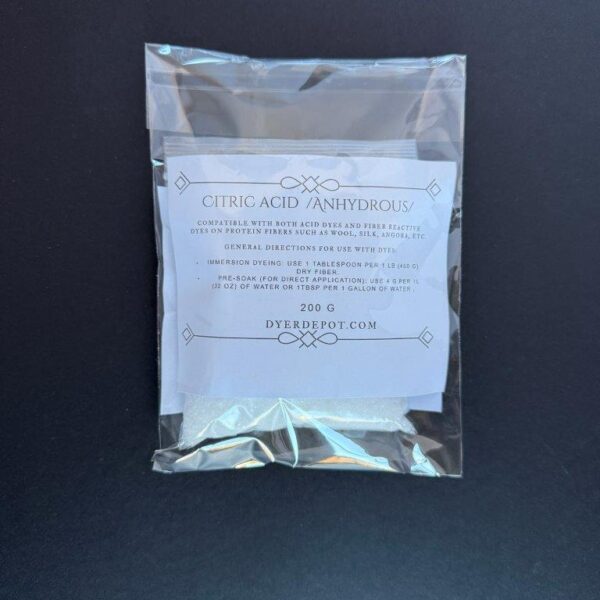 CITRIC ACID /ANHYDROUS/
COMPATIBLE WITH BOTH ACID DYES AND FIBER REACTIVE
DYES ON PROTEIN FIBERS SUCH AS WOOL, SILK, ANGORA, ETC.
GENERAL DIRECTIONS FOR USE WITH DYES:
• IMMERSION DYEING: USE 1 TABLESPOON PER 1 LB (450 G)
DRY FIBER.
• PRE-SOAK (FOR DIRECT APPLICATION): USE 4 G PER 1L
(32 OZ) OF WATER OR 1TBSP PER 1 GALLON OF WATER .
200 G
DYERDEPOT.COM